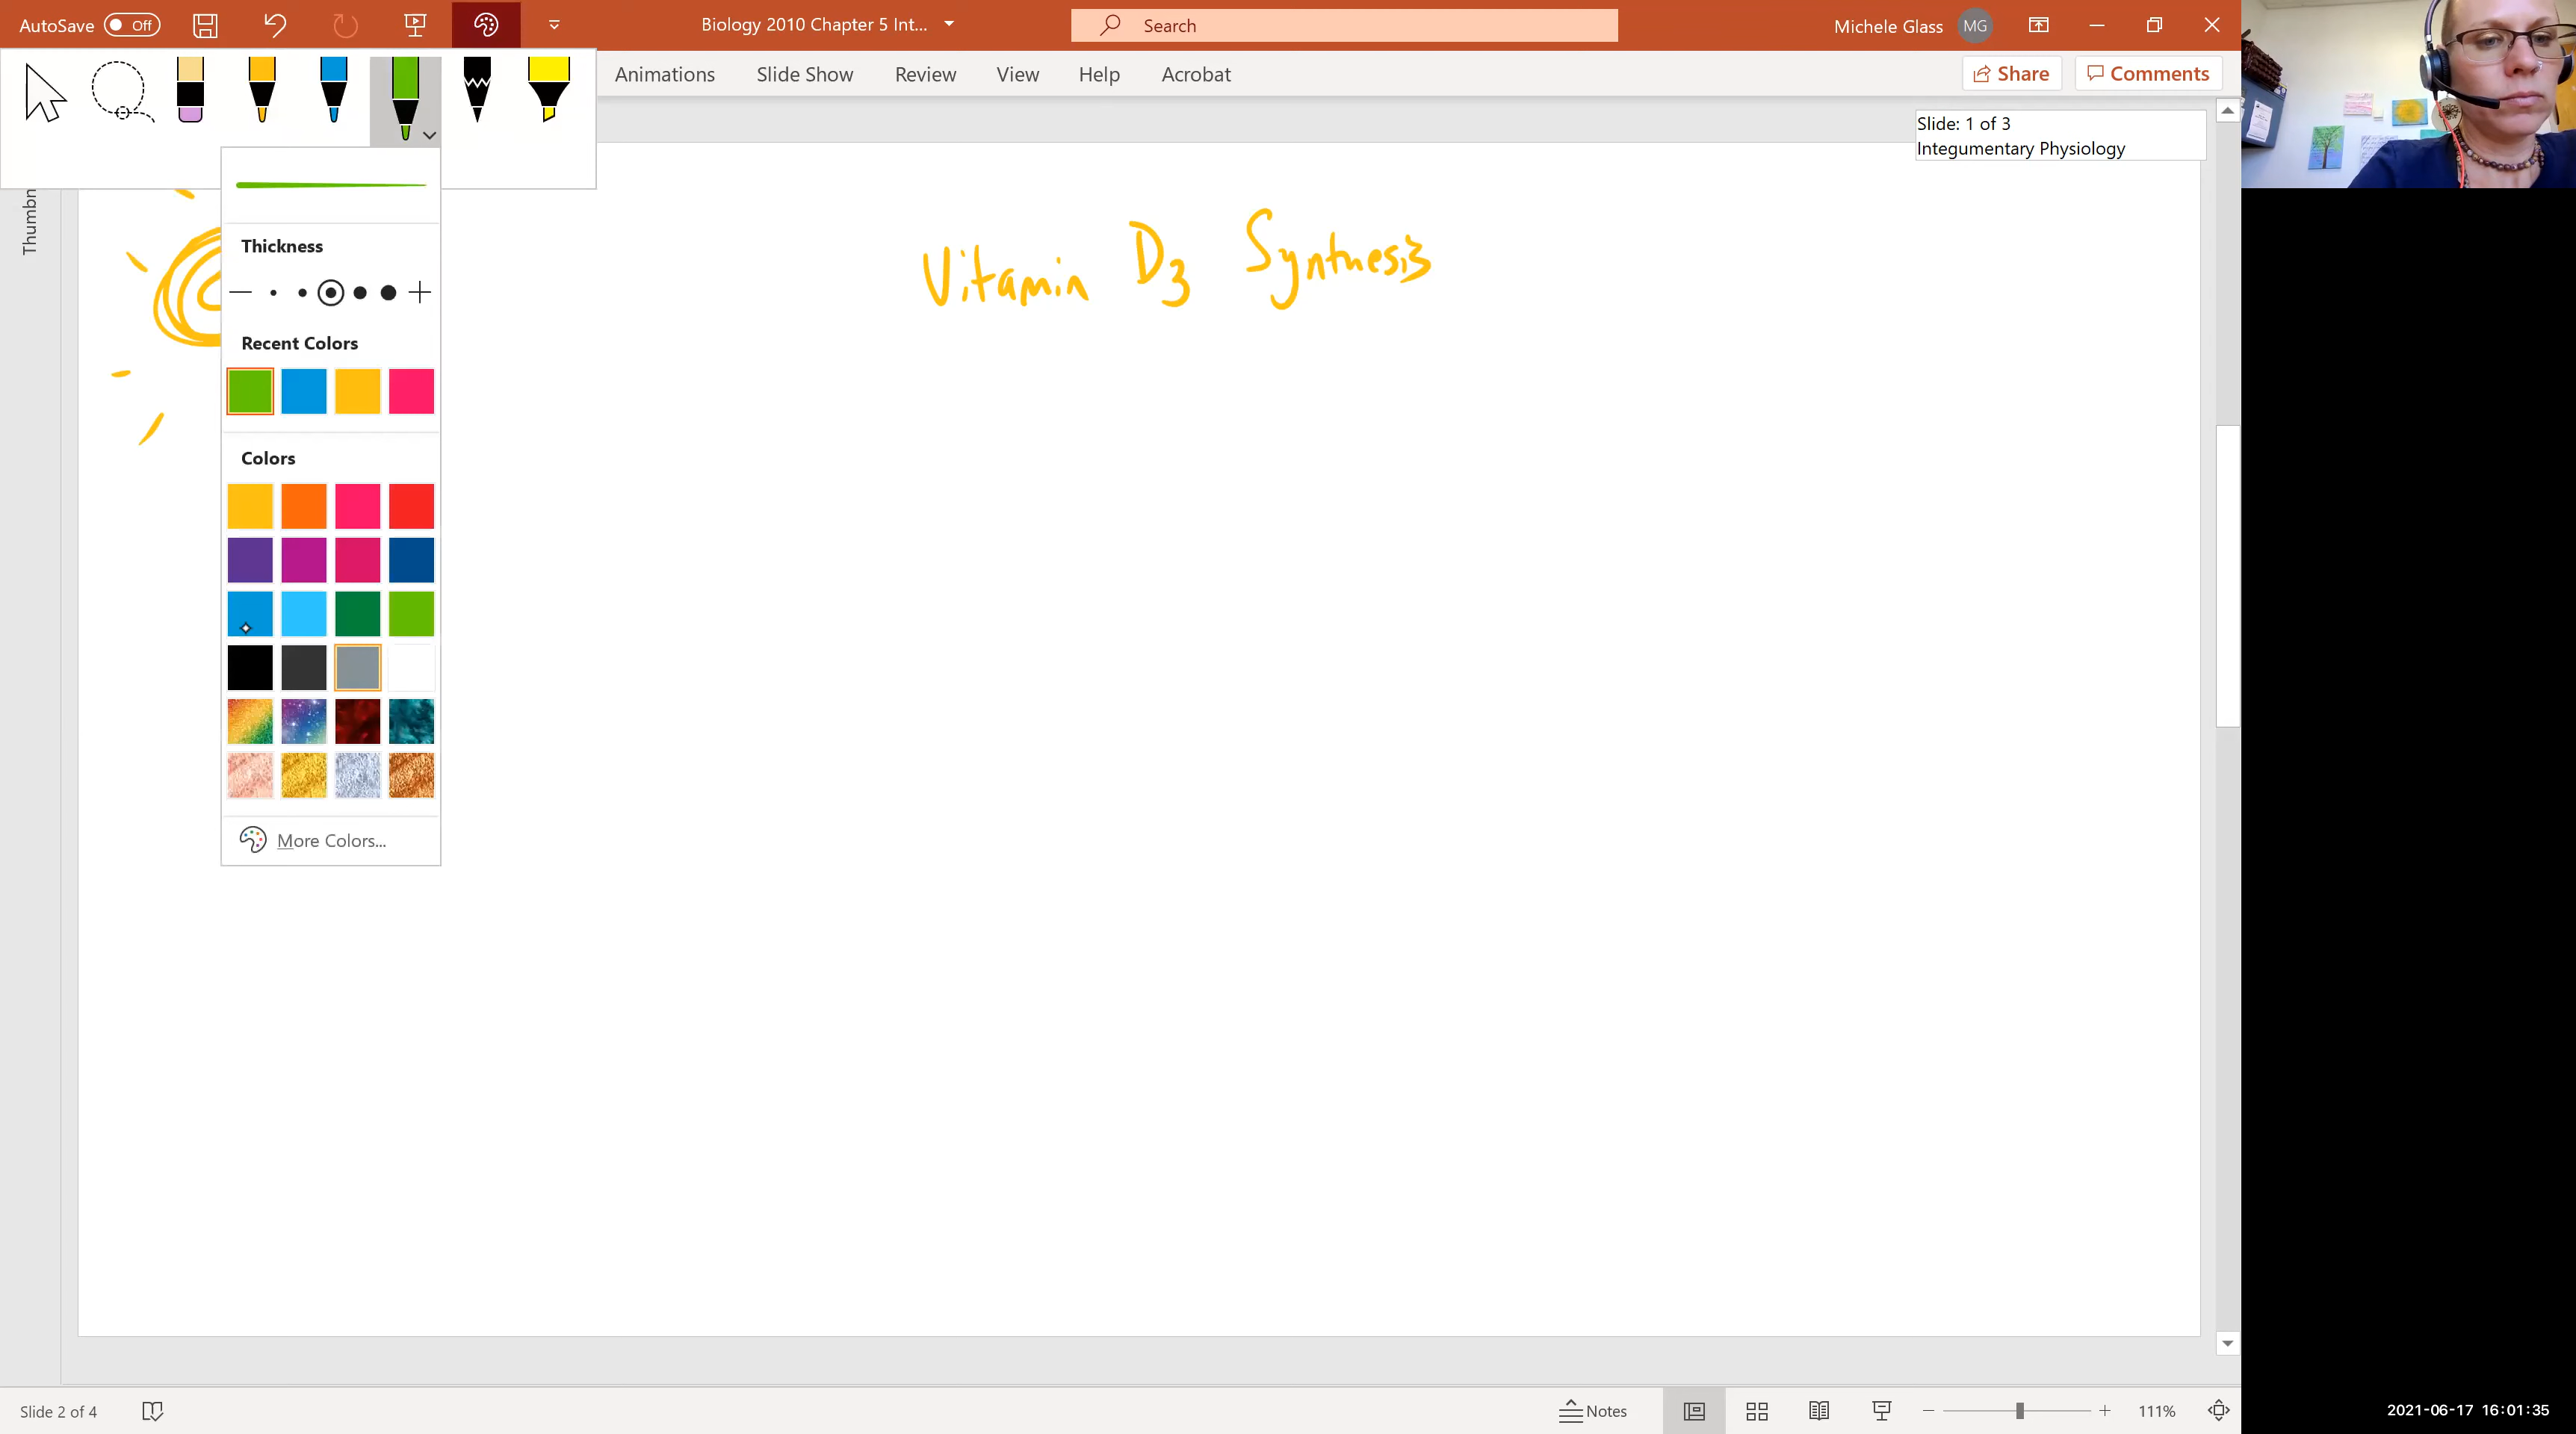 AutoSave Off
Biology 2010 Chapter 5 Int...
Search
Michele Glass MG
Animations Slide Show Review View Help Acrobat
Share Comments
Slide: 1 of 3
Integumentary Physiology
Thumbn
Vitamin D3 Synthesis
Thickness
Recent Colors
Colors
More Colors...
Slide 2 of 4
Notes
111%
2021-06-17 16:01:35